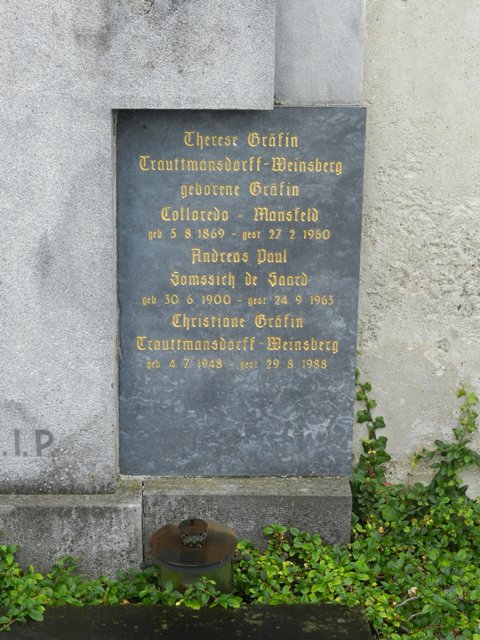 Therese Gräfin
Trauttmansdorff-Weinsberg
geborene Gräfin
Colloredo - Mansfeld
geb 5 8 1869 - gest 27 2 1960
Andreas Paul
Somssich de Saard
geb 30 6 1900 - gest 24 9 1963
Christiane Gräfin
Trauttmansdorff-Weinsberg
geb 4 7 1948 - gest 29 8 1988
.I.P